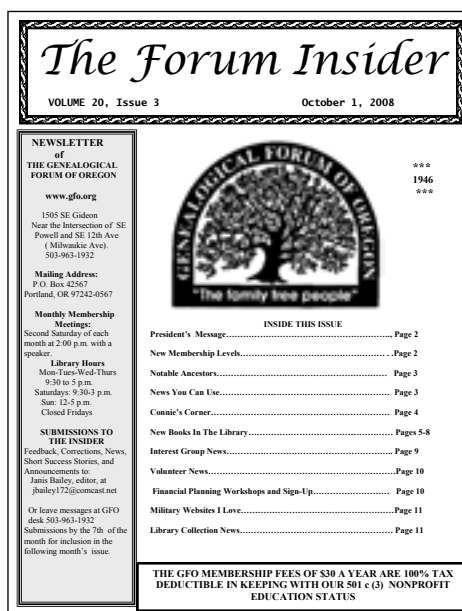 The Forum Insider
VOLUME 20, Issue 3 October 1, 2008
NEWSLETTER
of
THE GENEALOGICAL
FORUM OF OREGON
www.gfo.org
1505 SE Gideon
Near the Intersection of SE
Powell and SE 12th Ave
( Milwaukie Ave).
503-963-1932
Mailing Address:
P.O. Box 42567
Portland, OR 97242-0567
Monthly Membership
Meetings:
Second Saturday of each
month at 2:00 p.m. with a
speaker.
Library Hours
Mon-Tues-Wed-Thurs
9:30 to 5 p.m.
Saturdays: 9:30-3 p.m.
Sun: 12-5 p.m.
Closed Fridays
SUBMISSIONS TO
THE INSIDER
Feedback, Corrections, News,
Short Success Stories, and
Announcements to:
Janis Bailey, editor, at
jbailey172@comcast.net
Or leave messages at GFO
desk 503-963-1932
Submissions by the 7th of the
month for inclusion in the
following month's issue.
GENEALOGICAL FORUM OF OREGON
"The family tree people"
***
1946
***
INSIDE THIS ISSUE
President's Message……………………………………………….., Page 2
New Membership Levels………………………………………… . .Page 2
Notable Ancestors………………………………………………… Page 3
News You Can Use………………………………………………… Page 3
Connie's Corner…………………………………………………… Page 4
New Books In The Library……………………………………… Pages 5-8
Interest Group News……………………………………………... Page 9
Volunteer News……………………………………………………Page 10
Financial Planning Workshops and Sign-Up…………………… Page 10
Military Websites I Love…………………………………………Page 11
Library Collection News………………………………………… Page 11
THE GFO MEMBERSHIP FEES OF $30 A YEAR ARE 100% TAX
DEDUCTIBLE IN KEEPING WITH OUR 501 c (3) NONPROFIT
EDUCATION STATUS